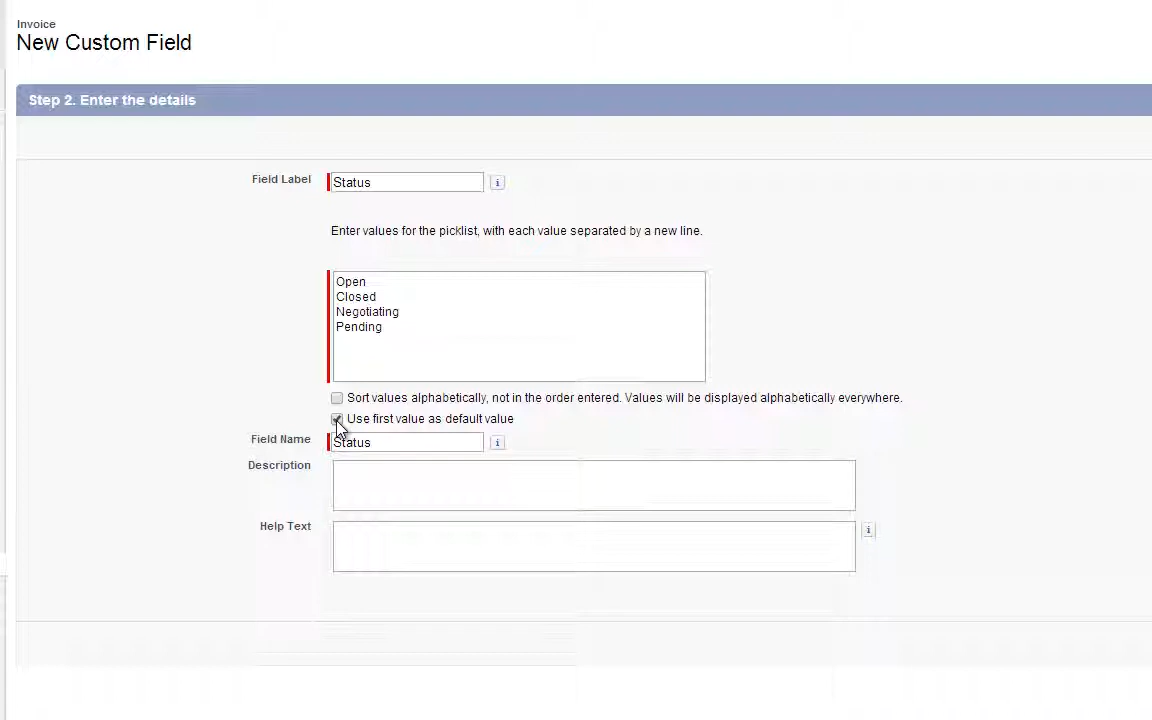 Invoice
New Custom Field
Step 2. Enter the details
Field Label
Status
i
Enter values for the picklist, with each value separated by a new line.
Open
Closed
Negotiating
Pending
Sort values alphabetically, not in the order entered. Values will be displayed alphabetically everywhere.
Use first value as default value
Field Name
Status
i
Description
Help Text
i